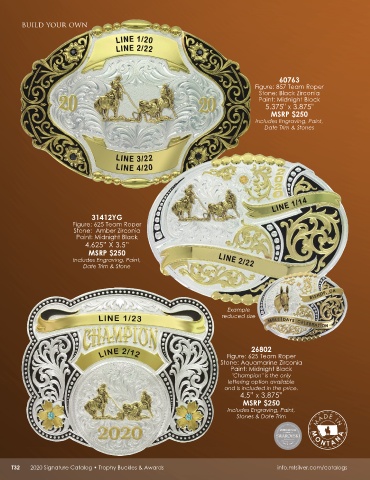 BUILD YOUR OWN
LINE 1/20
LINE 2/22
20 20
LINE 3/22
LINE 4/20
60763
Figure: 857 Team Roper
Stone: Black Zirconia
Paint: Midnight Black
5.375" x 3.875"
MSRP $250
Includes Engraving, Paint,
Date Trim & Stones
31412YG
Figure: 625 Team Roper
Stone: Amber Zirconia
Paint: Midnight Black
4.625" X 3.5"
MSRP $250
Includes Engraving, Paint,
Date Trim & Stone
LINE 1/14
LINE 2/22
Example
reduced size
LINE 1/23
CHAMPION
LINE 2/12
2020
26802
Figure: 625 Team Roper
Stone: Aquamarine Zirconia
Paint: Midnight Black
"Champion" is the only
lettering option available
and is included in the price.
4.5" x 3.875"
MSRP $250
Includes Engraving, Paint,
Stones & Date Trim
MADE IN
MONTANA
T32 2020 Signature Catalog • Trophy Buckles & Awards
info.mtsilver.com/catalogs